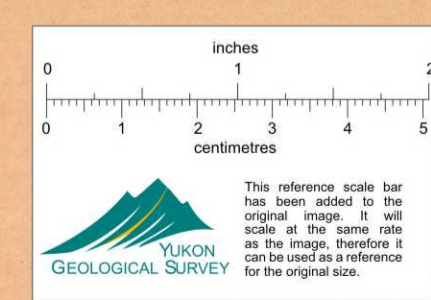 inches
0 1 2
0 1 2 3 4 5
centimetres
This reference scale bar
has been added to the
original image. It will
scale at the same rate
as the image, therefore it
can be used as a reference
for the original size.
YUKON
GEOLOGICAL SURVEY